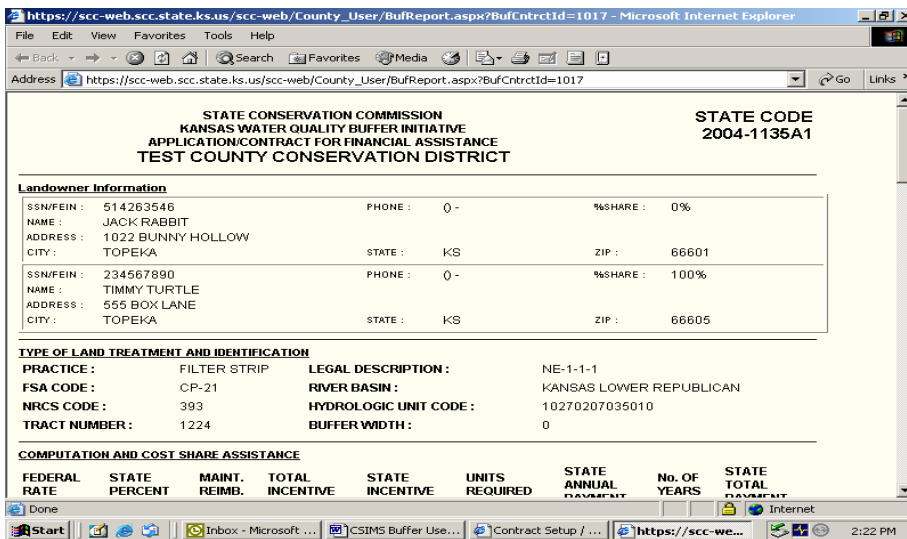 https://scc-web.scc.state.ks.us/scc-web/County_User/BufReport.aspx?BufCntrctId=1017 - Microsoft Internet Explorer
File Edit View Favorites Tools Help
Back Search Favorites Media
Address https://scc-web.scc.state.ks.us/scc-web/County_User/BufReport.aspx?BufCntrctId=1017 Go Links
STATE CONSERVATION COMMISSION
KANSAS WATER QUALITY BUFFER INITIATIVE
APPLICATION/CONTRACT FOR FINANCIAL ASSISTANCE
TEST COUNTY CONSERVATION DISTRICT
STATE CODE
2004-1135A1
Landowner Information
SSN/FEIN : 514263546 PHONE : () - %SHARE : 0%
NAME : JACK RABBIT
ADDRESS : 1022 BUNNY HOLLOW
CITY : TOPEKA STATE : KS ZIP : 66601
SSN/FEIN : 234567890 PHONE : () - %SHARE : 100%
NAME : TIMMY TURTLE
ADDRESS : 555 BOX LANE
CITY : TOPEKA STATE : KS ZIP : 66605
TYPE OF LAND TREATMENT AND IDENTIFICATION
PRACTICE : FILTER STRIP LEGAL DESCRIPTION : NE-1-1-1
FSA CODE : CP-21 RIVER BASIN : KANSAS LOWER REPUBLICAN
NRCS CODE : 393 HYDROLOGIC UNIT CODE : 10270207035010
TRACT NUMBER : 1224 BUFFER WIDTH : 0
COMPUTATION AND COST SHARE ASSISTANCE
FEDERAL RATE STATE PERCENT MAINT. REIMB. TOTAL INCENTIVE STATE INCENTIVE UNITS REQUIRED STATE ANNUAL PAYMENT No. OF YEARS STATE TOTAL PAYMENT
Done Internet
Start Inbox - Microsoft ... CSIMS Buffer Use... Contract Setup / ... https://scc-we... 2:22 PM